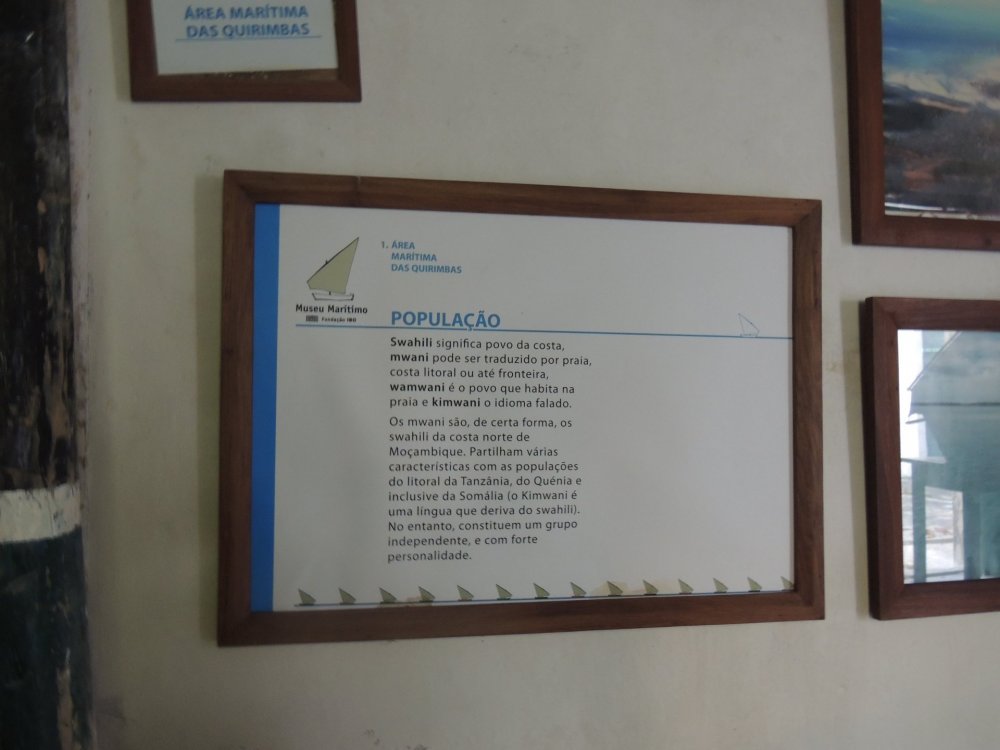 ÁREA MARÍTIMA
DAS QUIRIMBAS
1. ÁREA
MARÍTIMA
DAS QUIRIMBAS
Museu Marítimo
Fundação IBO
POPULAÇÃO
Swahili significa povo da costa,
mwani pode ser traduzido por praia,
costa litoral ou até fronteira,
wamwani é o povo que habita na
praia e kimwani o idioma falado.
Os mwani são, de certa forma, os
swahili da costa norte de
Moçambique. Partilham várias
características com as populações
do litoral da Tanzânia, do Quénia e
inclusive da Somália (o Kimwani é
uma língua que deriva do swahili).
No entanto, constituem um grupo
independente, e com forte
personalidade.